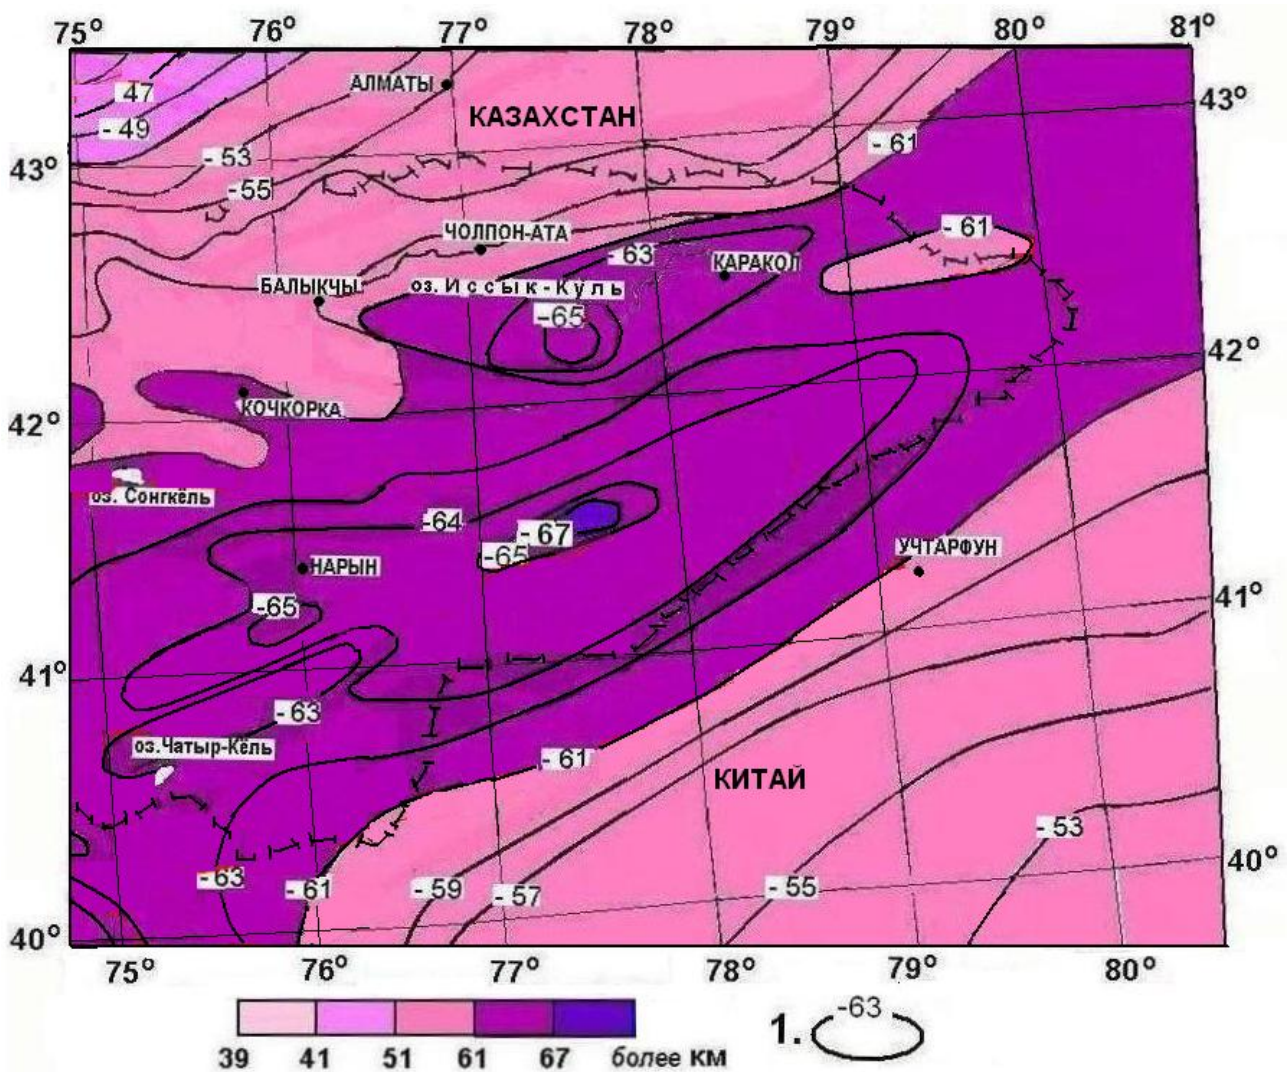 75° 76° 77° 78° 79° 80° 81°
АЛМАТЫ
47
КАЗАХСТАН
43°
- 49
- 61
- 53
43°
- 55
- 61
ЧОЛПОН-АТА
- 63
КАРАКОЛ
БАЛЫКЧЫ
оз. Иссык-Куль
-65
42°
КОЧКОРКА
42°
оз. Сонгкёль
-64
- 67
-65
УЧТАРФУН
НАРЫН
41°
-65
41°
- 63
оз.Чатыр-Кёль
- 61
КИТАЙ
- 53
40°
- 63
- 61
- 59
- 57
- 55
40°
75° 76° 77° 78° 79° 80°
39 41 51 61 67 более км
1. -63